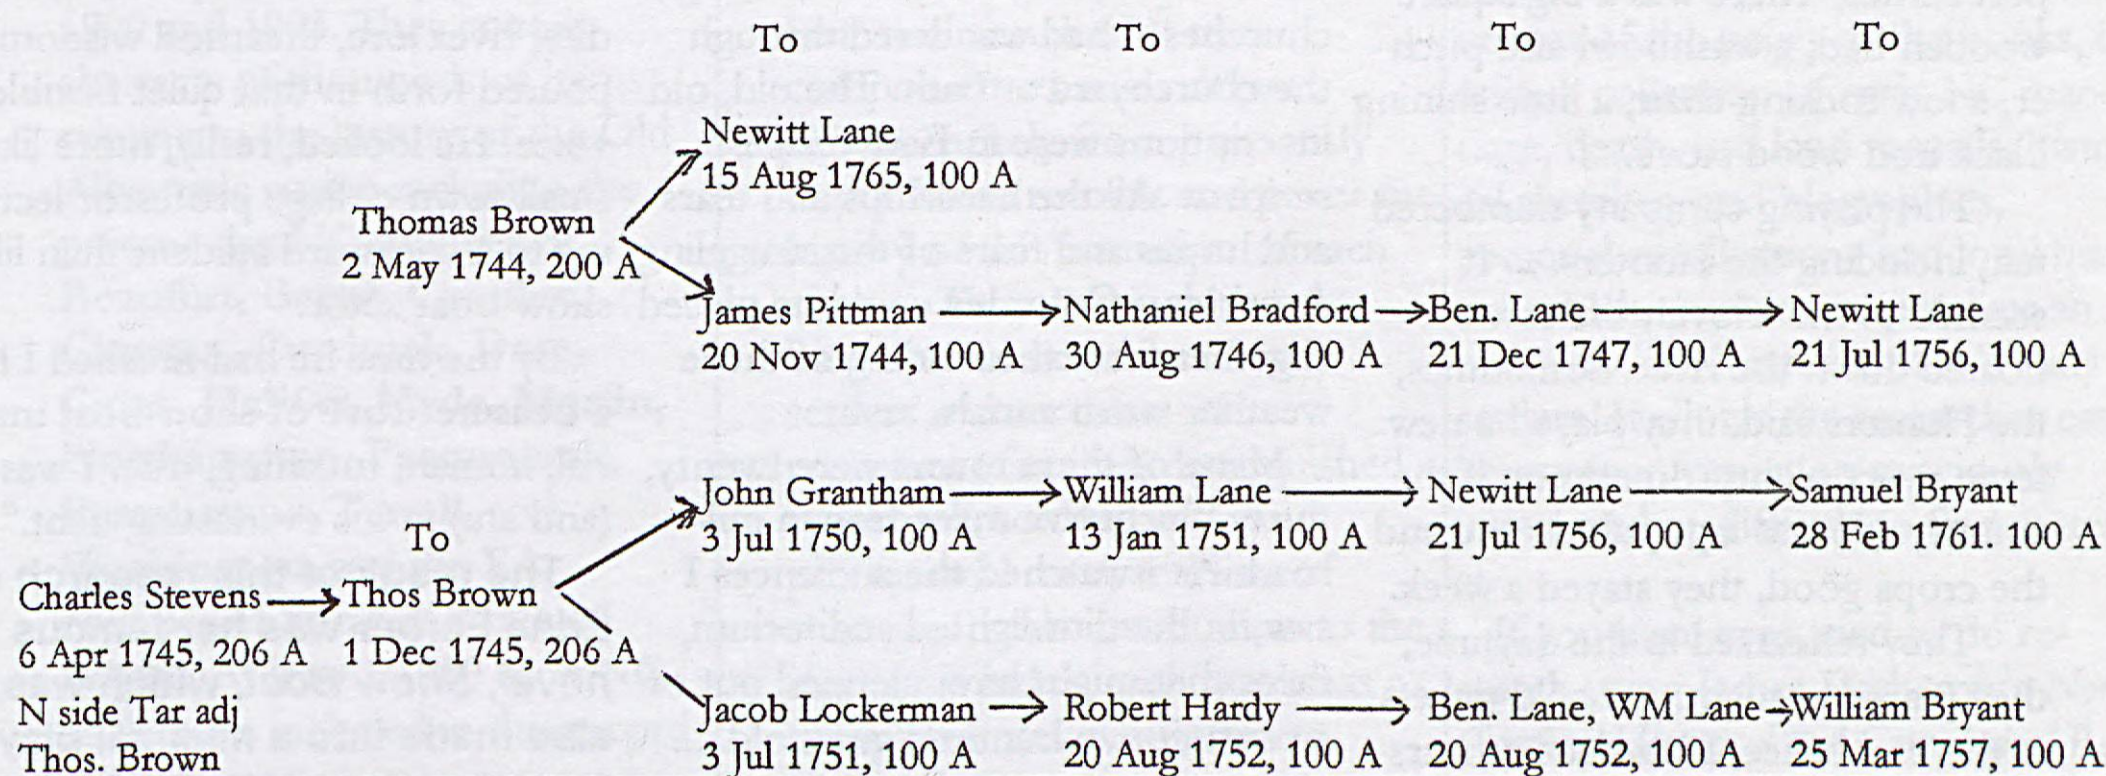 To To To To
Newitt Lane
15 Aug 1765, 100 A
Thomas Brown
2 May 1744, 200 A
James Pittman Nathaniel Bradford Ben. Lane Newitt Lane
20 Nov 1744, 100 A 30 Aug 1746, 100 A 21 Dec 1747, 100 A 21 Jul 1756, 100 A
John Grantham William Lane Newitt Lane Samuel Bryant
3 Jul 1750, 100 A 13 Jan 1751, 100 A 21 Jul 1756, 100 A 28 Feb 1761. 100 A
To
Charles Stevens Thos Brown
6 Apr 1745, 206 A 1 Dec 1745, 206 A
N side Tar adj
Thos. Brown
Jacob Lockerman Robert Hardy Ben. Lane, WM Lane William Bryant
3 Jul 1751, 100 A 20 Aug 1752, 100 A 20 Aug 1752, 100 A 25 Mar 1757, 100 A